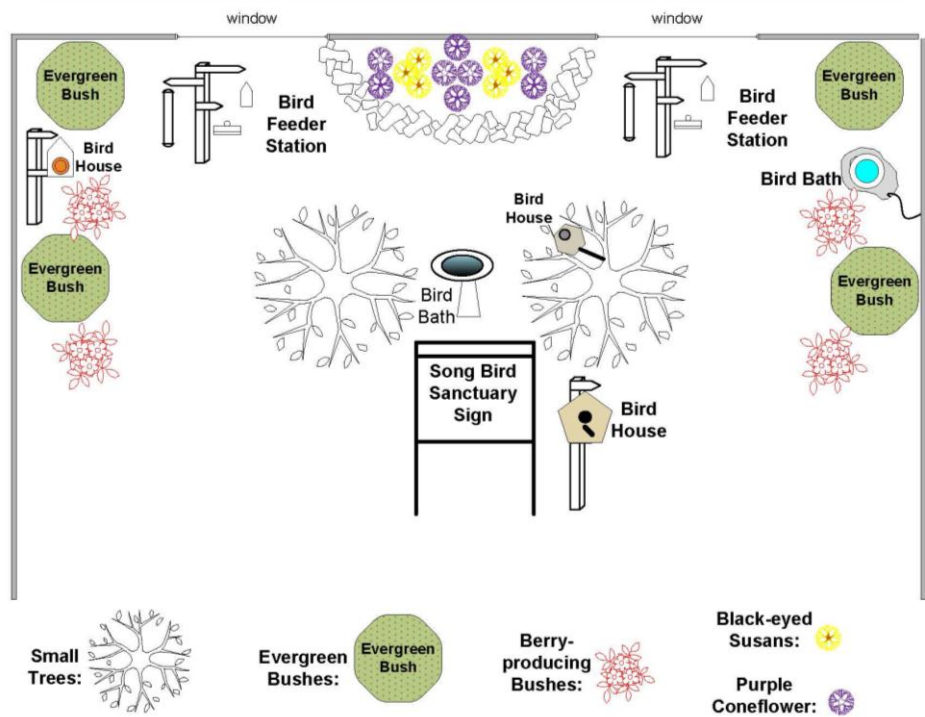 window
window
Evergreen
Bush
Bird
Feeder
Station
Bird
Feeder
Station
Evergreen
Bush
Bird
House
Bird Bath
Bird
House
Evergreen
Bush
Bird
Bath
Evergreen
Bush
Song Bird
Sanctuary
Sign
Bird
House
Small
Trees:
Evergreen
Bushes:
Evergreen
Bush
Berry-
producing
Bushes:
Black-eyed
Susans:
Purple
Coneflower: